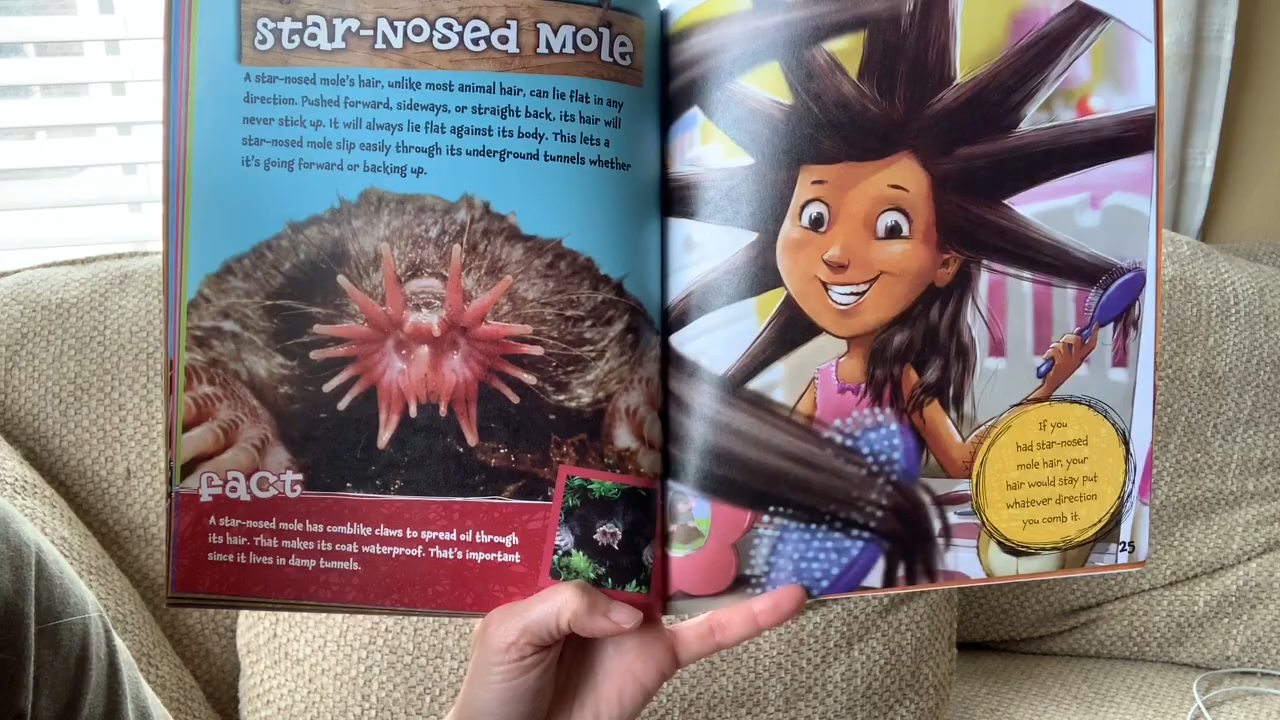 Star-Nosed Mole
A star-nosed mole's hair, unlike most animal hair, can lie flat in any
direction. Pushed forward, sideways, or straight back, its hair will
never stick up. It will always lie flat against its body. This lets a
star-nosed mole slip easily through its underground tunnels whether
it's going forward or backing up.
fact
A star-nosed mole has comblike claws to spread oil through
its hair. That makes its coat waterproof. That's important
since it lives in damp tunnels.
If you
had star-nosed
mole hair, your
hair would stay put
whatever direction
you comb it.
25